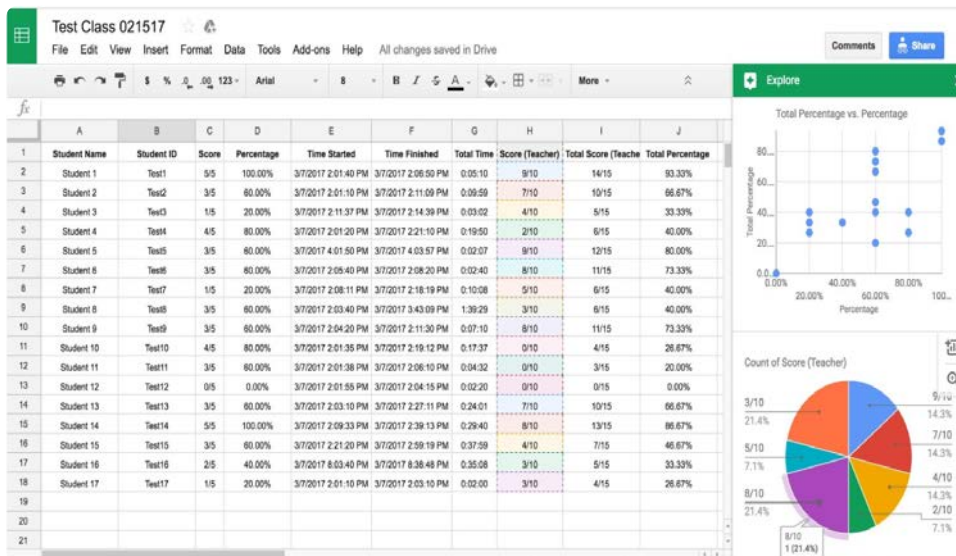 Test Class 021517
File Edit View Insert Format Data Tools Add-ons Help All changes saved in Drive
Comments Share
$ % .0 .00 123 Arial 8 B I S A More
Explore
fx
A B C D E F G H I J
1 Student Name Student ID Score Percentage Time Started Time Finished Total Time Score (Teacher) Total Score (Teache Total Percentage
2 Student 1 Test1 5/5 100.00% 3/7/2017 2:01:40 PM 3/7/2017 2:06:50 PM 0:05:10 9/10 14/15 93.33%
3 Student 2 Test2 3/5 60.00% 3/7/2017 2:01:10 PM 3/7/2017 2:11:09 PM 0:09:59 7/10 10/15 66.67%
4 Student 3 Test3 1/5 20.00% 3/7/2017 2:11:37 PM 3/7/2017 2:14:39 PM 0:03:02 4/10 5/15 33.33%
5 Student 4 Test4 4/5 80.00% 3/7/2017 2:01:20 PM 3/7/2017 2:21:10 PM 0:19:50 2/10 6/15 40.00%
6 Student 5 Test5 3/5 60.00% 3/7/2017 4:01:50 PM 3/7/2017 4:03:57 PM 0:02:07 9/10 12/15 80.00%
7 Student 6 Test6 3/5 60.00% 3/7/2017 2:05:40 PM 3/7/2017 2:08:20 PM 0:02:40 8/10 11/15 73.33%
8 Student 7 Test7 1/5 20.00% 3/7/2017 2:08:11 PM 3/7/2017 2:18:19 PM 0:10:08 5/10 6/15 40.00%
9 Student 8 Test8 3/5 60.00% 3/7/2017 2:03:40 PM 3/7/2017 3:43:09 PM 1:39:29 3/10 6/15 40.00%
10 Student 9 Test9 3/5 60.00% 3/7/2017 2:04:20 PM 3/7/2017 2:11:30 PM 0:07:10 8/10 11/15 73.33%
11 Student 10 Test10 4/5 80.00% 3/7/2017 2:01:35 PM 3/7/2017 2:19:12 PM 0:17:37 0/10 4/15 26.67%
12 Student 11 Test11 3/5 60.00% 3/7/2017 2:01:38 PM 3/7/2017 2:06:10 PM 0:04:32 0/10 3/15 20.00%
13 Student 12 Test12 0/5 0.00% 3/7/2017 2:01:55 PM 3/7/2017 2:04:15 PM 0:02:20 0/10 0/15 0.00%
14 Student 13 Test13 3/5 60.00% 3/7/2017 2:03:10 PM 3/7/2017 2:27:11 PM 0:24:01 7/10 10/15 66.67%
15 Student 14 Test14 5/5 100.00% 3/7/2017 2:09:33 PM 3/7/2017 2:39:13 PM 0:29:40 8/10 13/15 86.67%
16 Student 15 Test15 3/5 60.00% 3/7/2017 2:21:20 PM 3/7/2017 2:59:19 PM 0:37:59 4/10 7/15 46.67%
17 Student 16 Test16 2/5 40.00% 3/7/2017 8:03:40 PM 3/7/2017 8:38:48 PM 0:35:08 3/10 5/15 33.33%
18 Student 17 Test17 1/5 20.00% 3/7/2017 2:01:10 PM 3/7/2017 2:03:10 PM 0:02:00 3/10 4/15 26.67%
19
20
21
Total Percentage vs. Percentage
Total Percentage
80....
60....
40....
20....
0.0...
0.00% 40.00% 80.00%
20.00% 60.00% 100...
Percentage
Count of Score (Teacher)
3/10
21.4%
5/10
7.1%
8/10
21.4%
8/10
1 (21.4%)
9/10
14.3%
7/10
14.3%
4/10
14.3%
2/10
7.1%